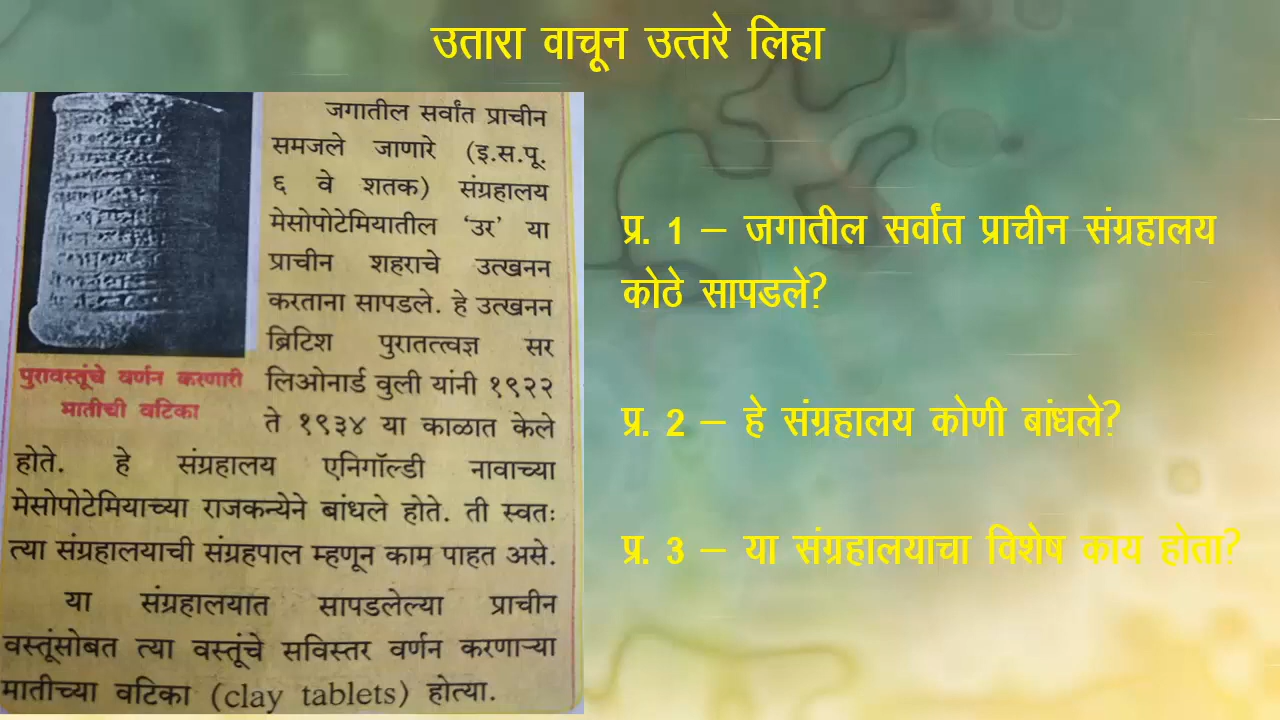 उतारा वाचून उत्तरे लिहा
जगातील सर्वांत प्राचीन
समजले जाणारे (इ.स.पू.
६ वे शतक) संग्रहालय
मेसोपोटेमियातील ‘उर’ या
प्राचीन शहराचे उत्खनन
करताना सापडले. हे उत्खनन
ब्रिटिश पुरातत्त्वज्ञ सर
लिओनार्ड वुली यांनी १९२२
ते १९३४ या काळात केले
होते. हे संग्रहालय एनिगॉल्डी नावाच्या
मेसोपोटेमियाच्या राजकन्येने बांधले होते. ती स्वतः
त्या संग्रहालयाची संग्रहपाल म्हणून काम पाहत असे.
या संग्रहालयात सापडलेल्या प्राचीन
वस्तूंसोबत त्या वस्तूंचे सविस्तर वर्णन करणाऱ्या
मातीच्या वटिका (clay tablets) होत्या.
पुरावस्तूंचे वर्णन करणारी
मातीची वटिका
प्र. 1 – जगातील सर्वांत प्राचीन संग्रहालय
कोठे सापडले?
प्र. 2 – हे संग्रहालय कोणी बांधले?
प्र. 3 – या संग्रहालयाचा विशेष काय होता?